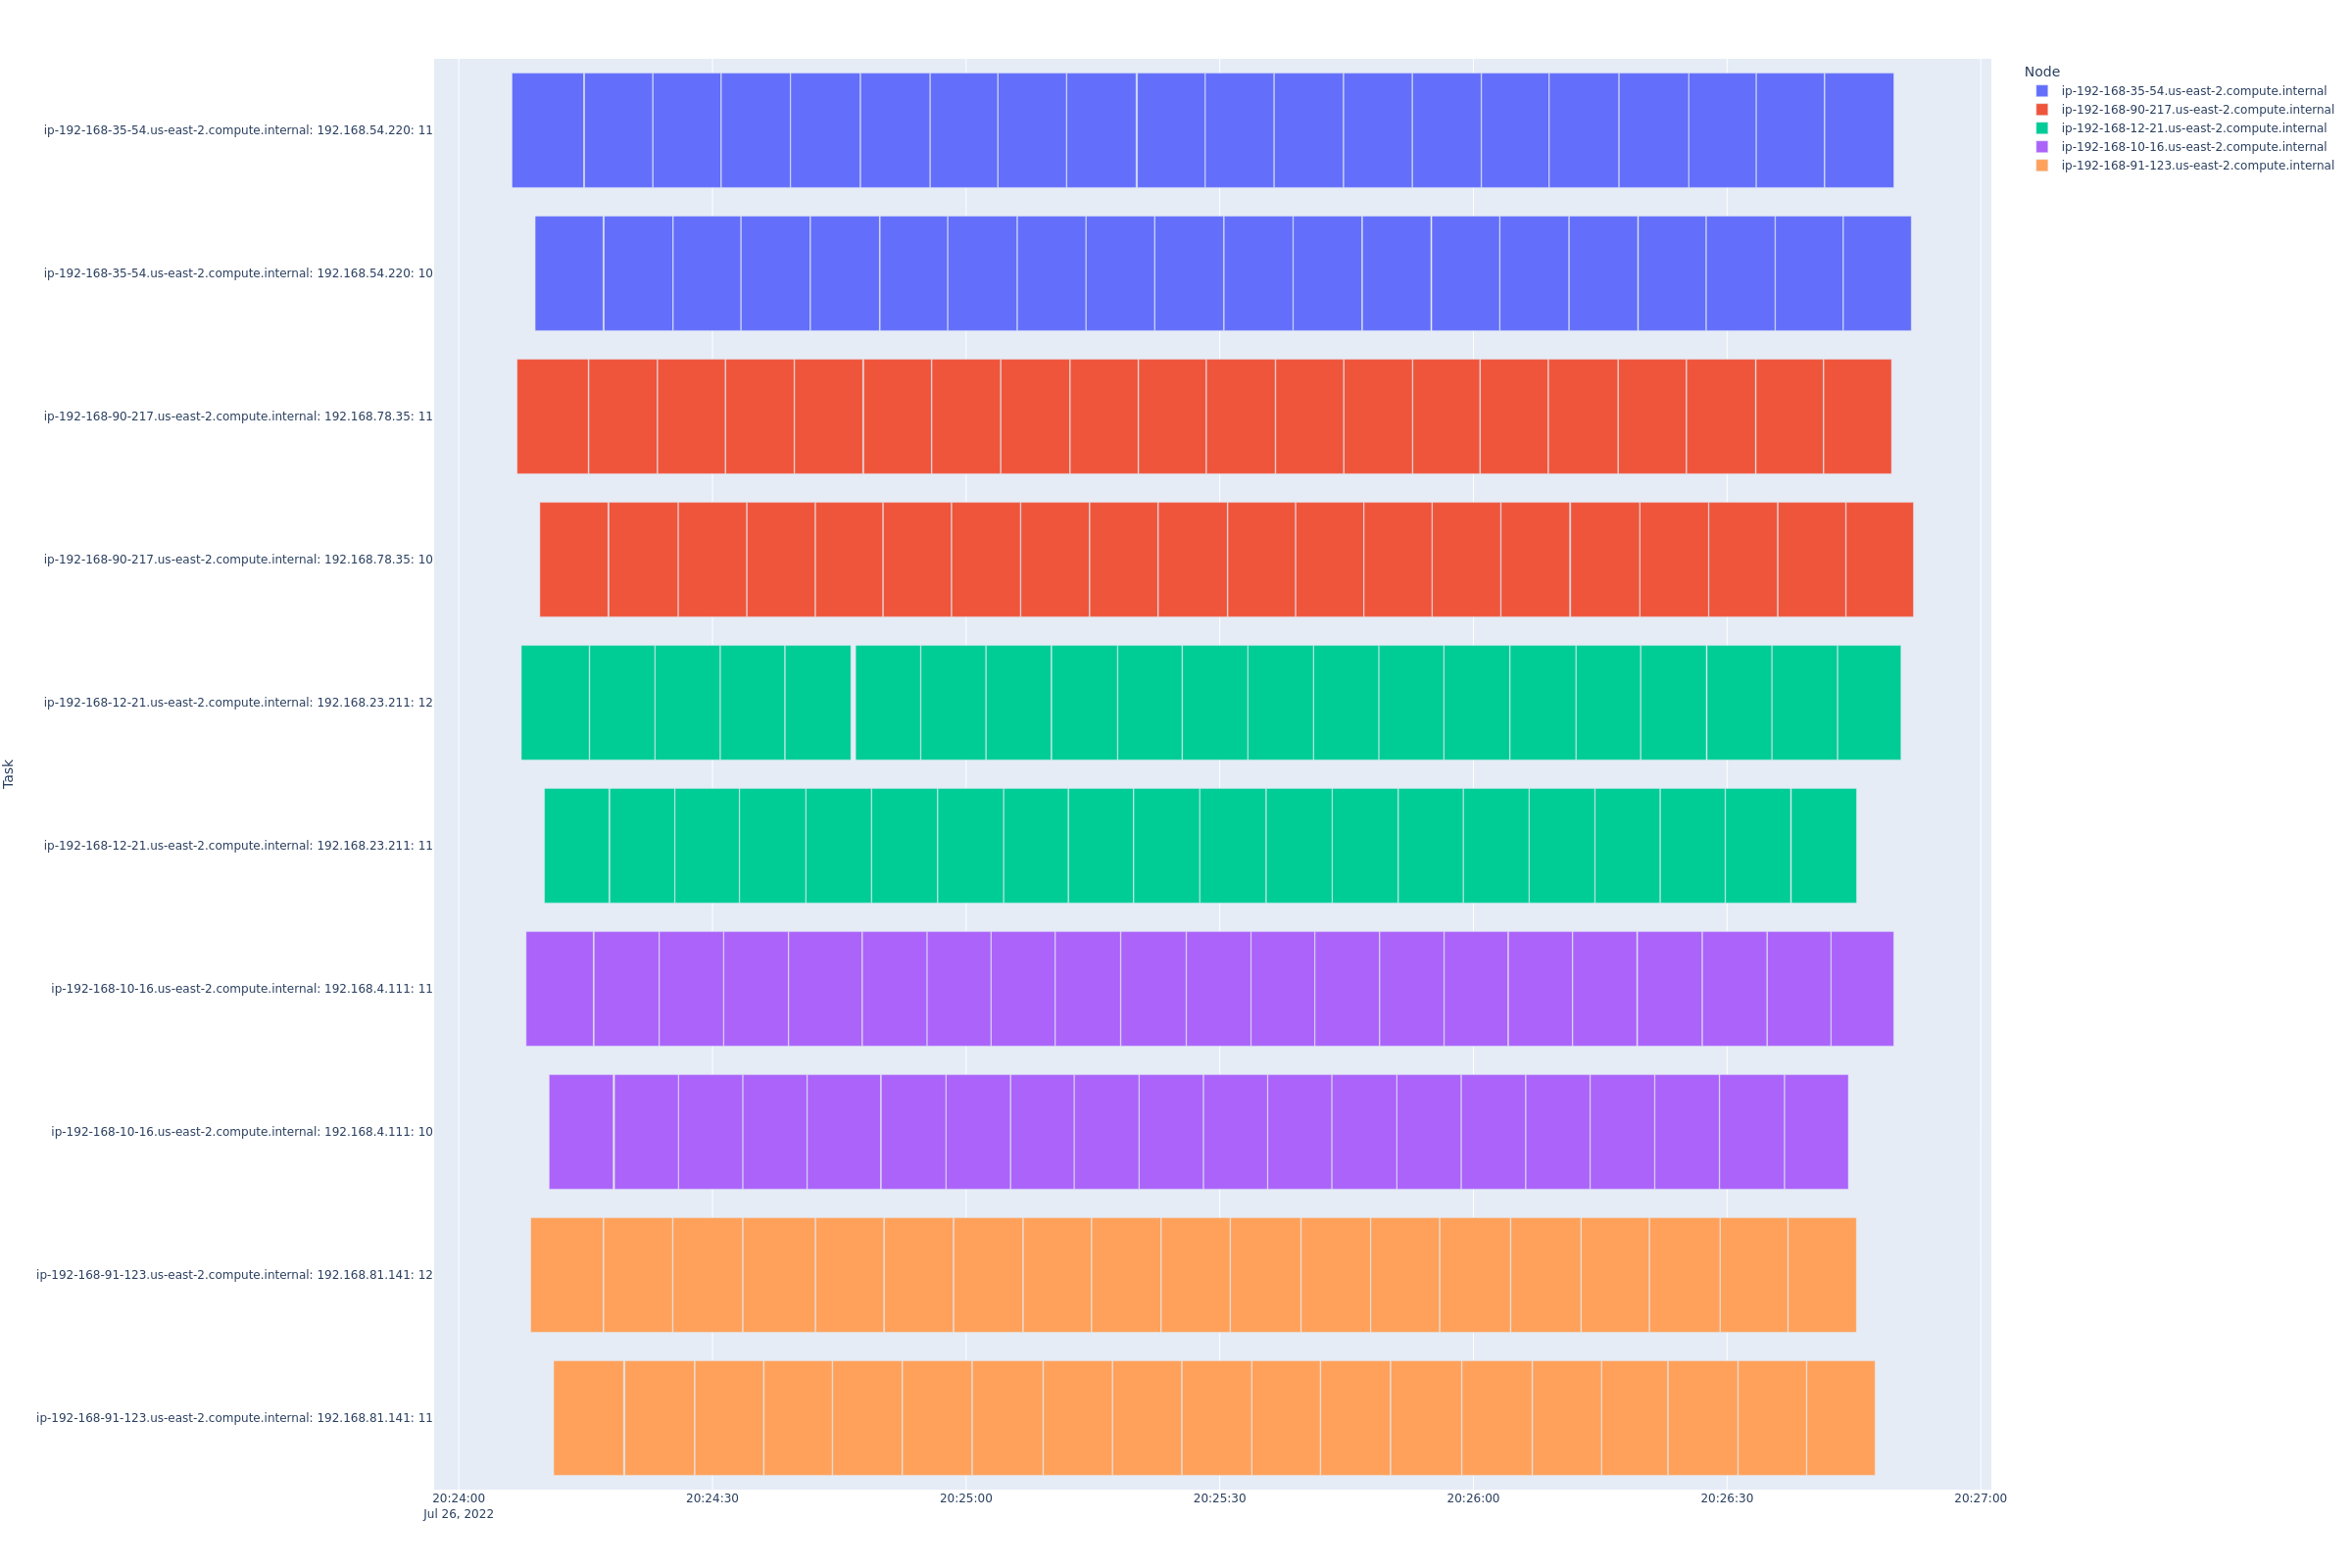 Node
ip-192-168-35-54.us-east-2.compute.internal
ip-192-168-90-217.us-east-2.compute.internal
ip-192-168-12-21.us-east-2.compute.internal
ip-192-168-10-16.us-east-2.compute.internal
ip-192-168-91-123.us-east-2.compute.internal
ip-192-168-35-54.us-east-2.compute.internal: 192.168.54.220: 11
ip-192-168-35-54.us-east-2.compute.internal: 192.168.54.220: 10
ip-192-168-90-217.us-east-2.compute.internal: 192.168.78.35: 11
ip-192-168-90-217.us-east-2.compute.internal: 192.168.78.35: 10
ip-192-168-12-21.us-east-2.compute.internal: 192.168.23.211: 12
Task
ip-192-168-12-21.us-east-2.compute.internal: 192.168.23.211: 11
ip-192-168-10-16.us-east-2.compute.internal: 192.168.4.111: 11
ip-192-168-10-16.us-east-2.compute.internal: 192.168.4.111: 10
ip-192-168-91-123.us-east-2.compute.internal: 192.168.81.141: 12
ip-192-168-91-123.us-east-2.compute.internal: 192.168.81.141: 11
20:24:00 20:24:30 20:25:00 20:25:30 20:26:00 20:26:30 20:27:00
Jul 26, 2022